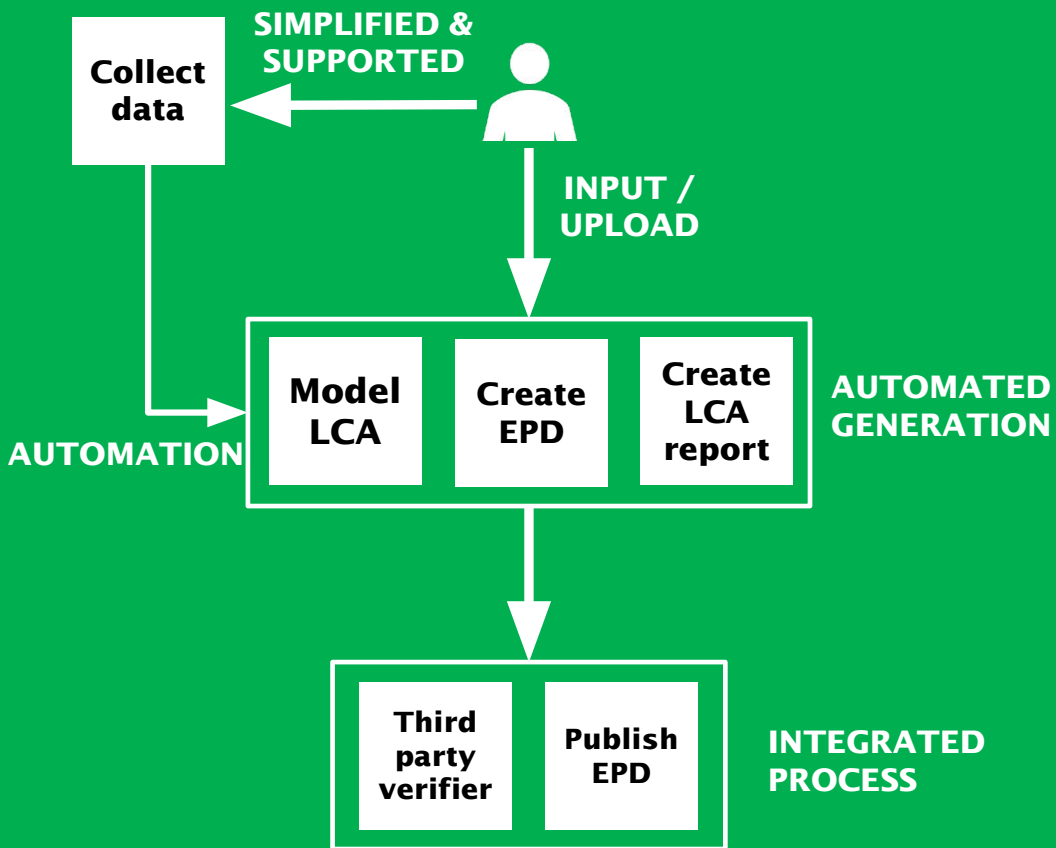 SIMPLIFIED &
SUPPORTED
Collect
data
INPUT /
UPLOAD
AUTOMATION
Model
LCA
Create
EPD
Create
LCA
report
AUTOMATED
GENERATION
Third
party
verifier
Publish
EPD
INTEGRATED
PROCESS